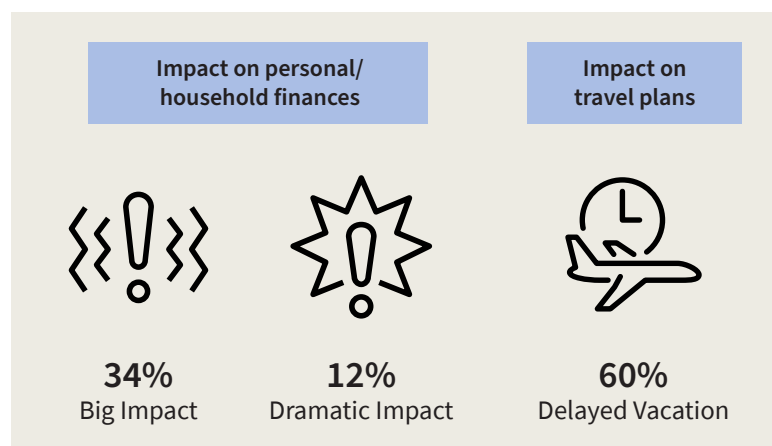 Impact on personal/
household finances
Impact on
travel plans
34%
Big Impact
12%
Dramatic Impact
60%
Delayed Vacation